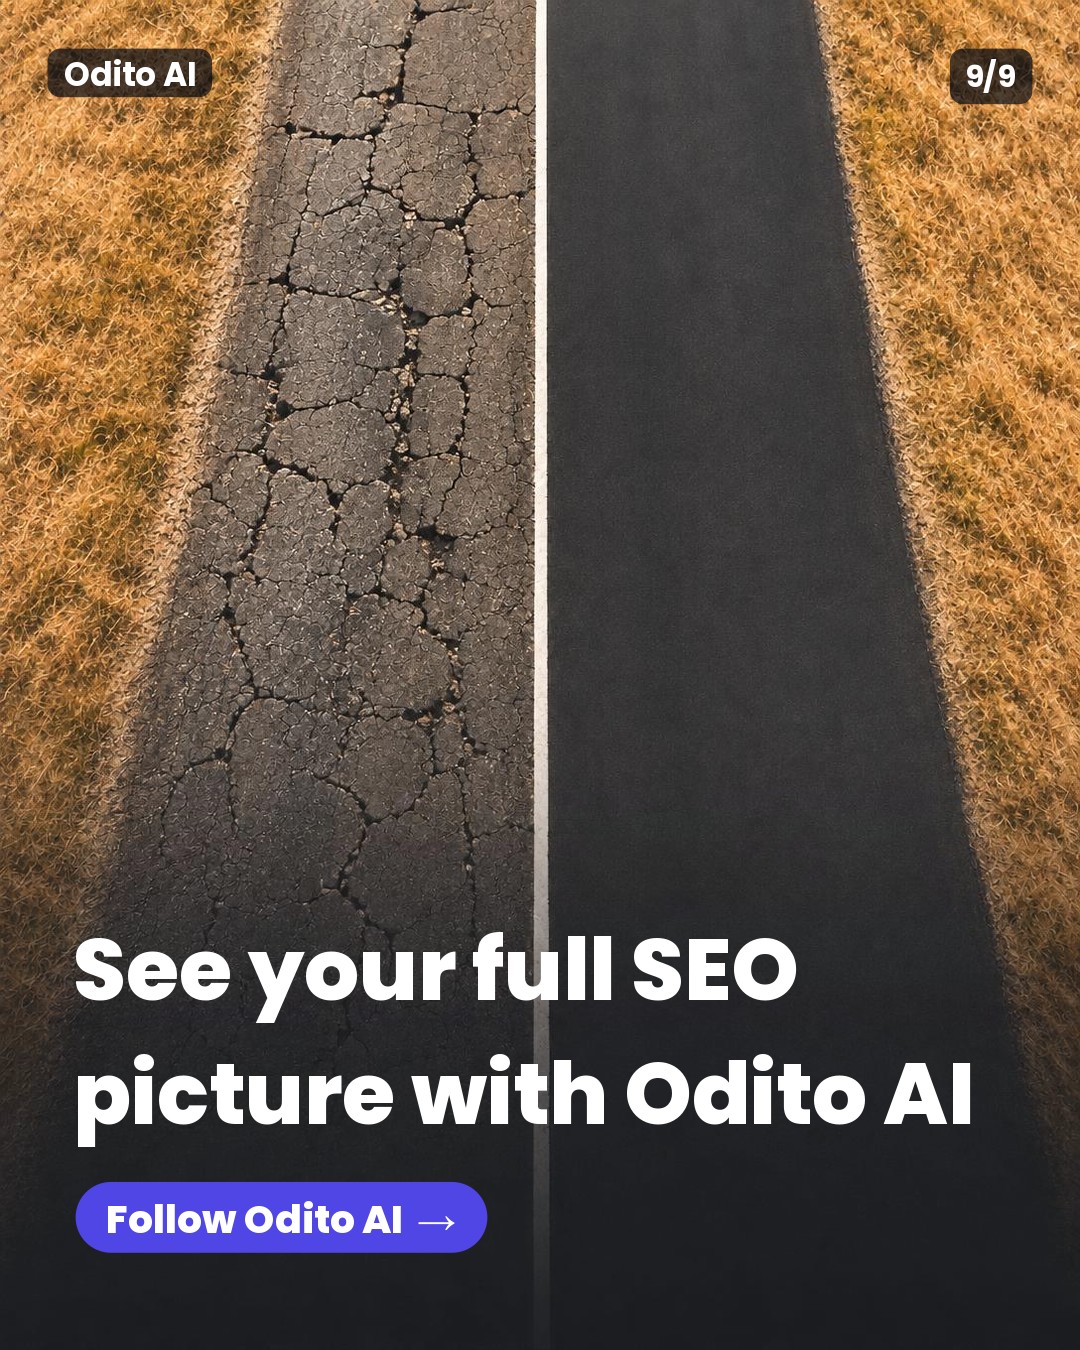 Odito AI
9/9
See your full SEO
picture with Odito AI
Follow Odito AI →